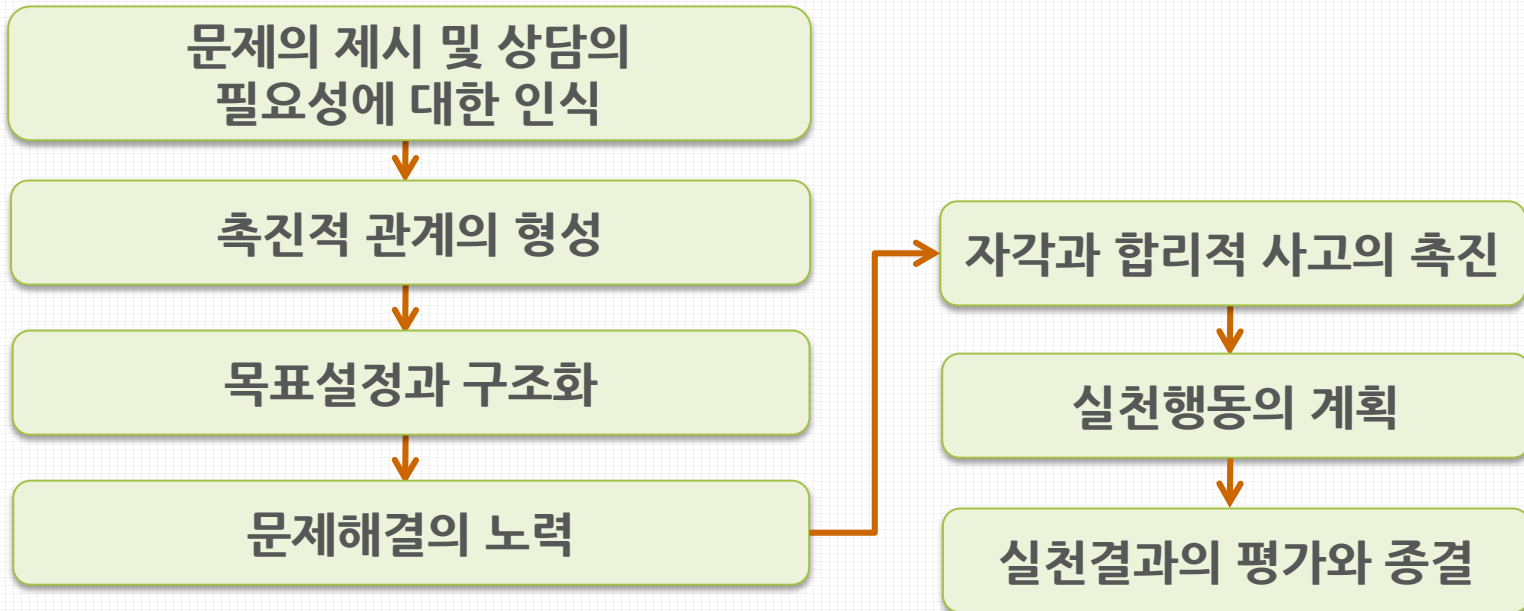 문제의 제시 및 상담의
필요성에 대한 인식
촉진적 관계의 형성
목표설정과 구조화
문제해결의 노력
자각과 합리적 사고의 촉진
실천행동의 계획
실천결과의 평가와 종결